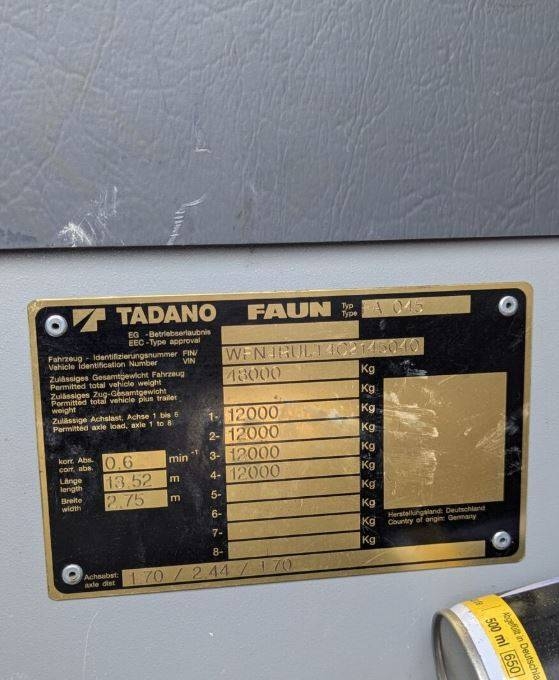 TADANO FAUN Typ Type FA 045
EG -Betriebserlaubnis
EEC-Type approval
Fahrzeug - Identifizierungsnummer FIN/
Vehicle Identification Number VIN
Zulässiges Gesamtgewicht Fahrzeug 48000 Kg
Permitted total vehicle weight
Zulässiges Zug-Gesamtgewicht Kg
Permitted total vehicle plus trailer
weight
Zulässige Achslast, Achse 1 bis 8 1- 12000 Kg
Permitted axle load, axle 1 to 8
2- 12000 Kg
3- 12000 Kg
4- 12000 Kg
5- Kg
6- Kg
7- Kg
8-
korr. Abs. 0,6 min⁻¹
corr. abs.
Länge 13,52 m
length
Breite 2,75 m
width
Herstellungsland: Deutschland
Country of origin: Germany
Achsabst: 1.70 / 2.44 / 1.70
axle dist
Abgefüllt in Deutschla
500 ml 650